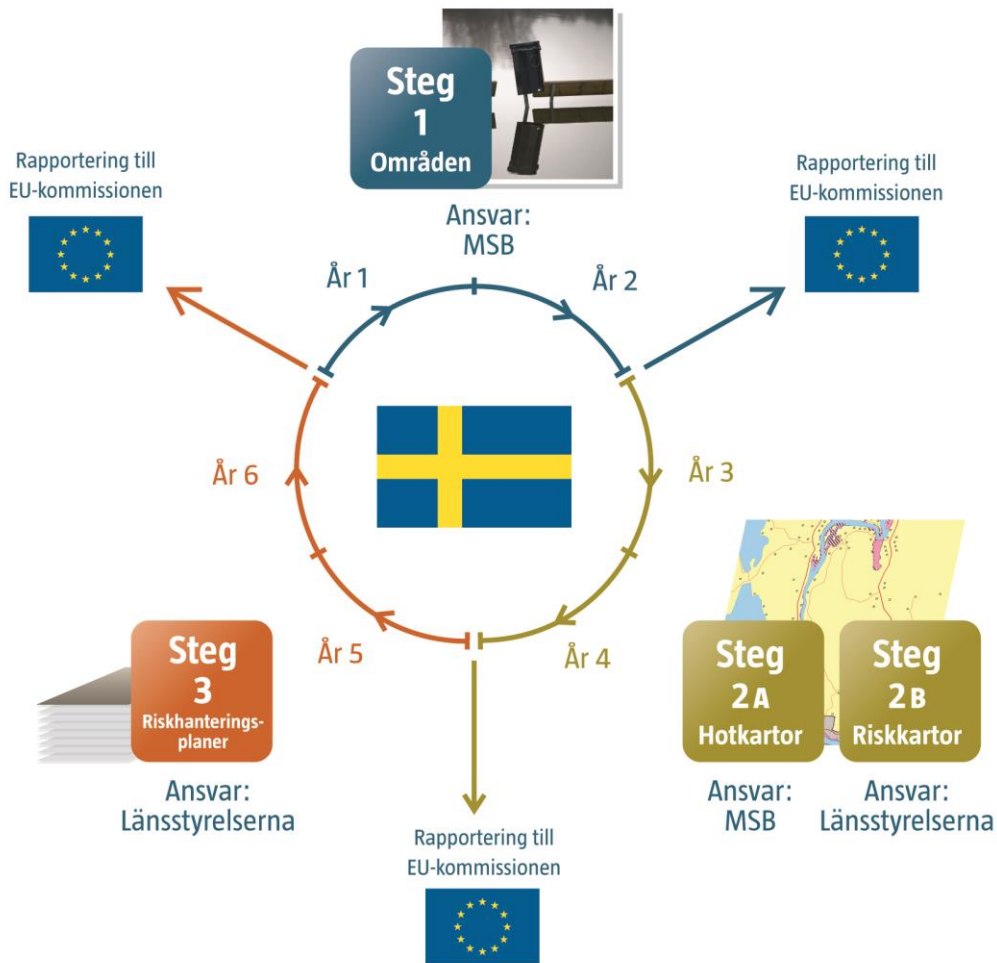 Steg
1
Områden
Ansvar:
MSB
Rapportering till
EU-kommissionen
Rapportering till
EU-kommissionen
År 1
År 2
År 3
År 4
År 5
År 6
Steg
2A
Hotkartor
Ansvar:
MSB
Steg
2B
Riskkartor
Ansvar:
Länsstyrelserna
Rapportering till
EU-kommissionen
Steg
3
Riskhanterings-
planer
Ansvar:
Länsstyrelserna